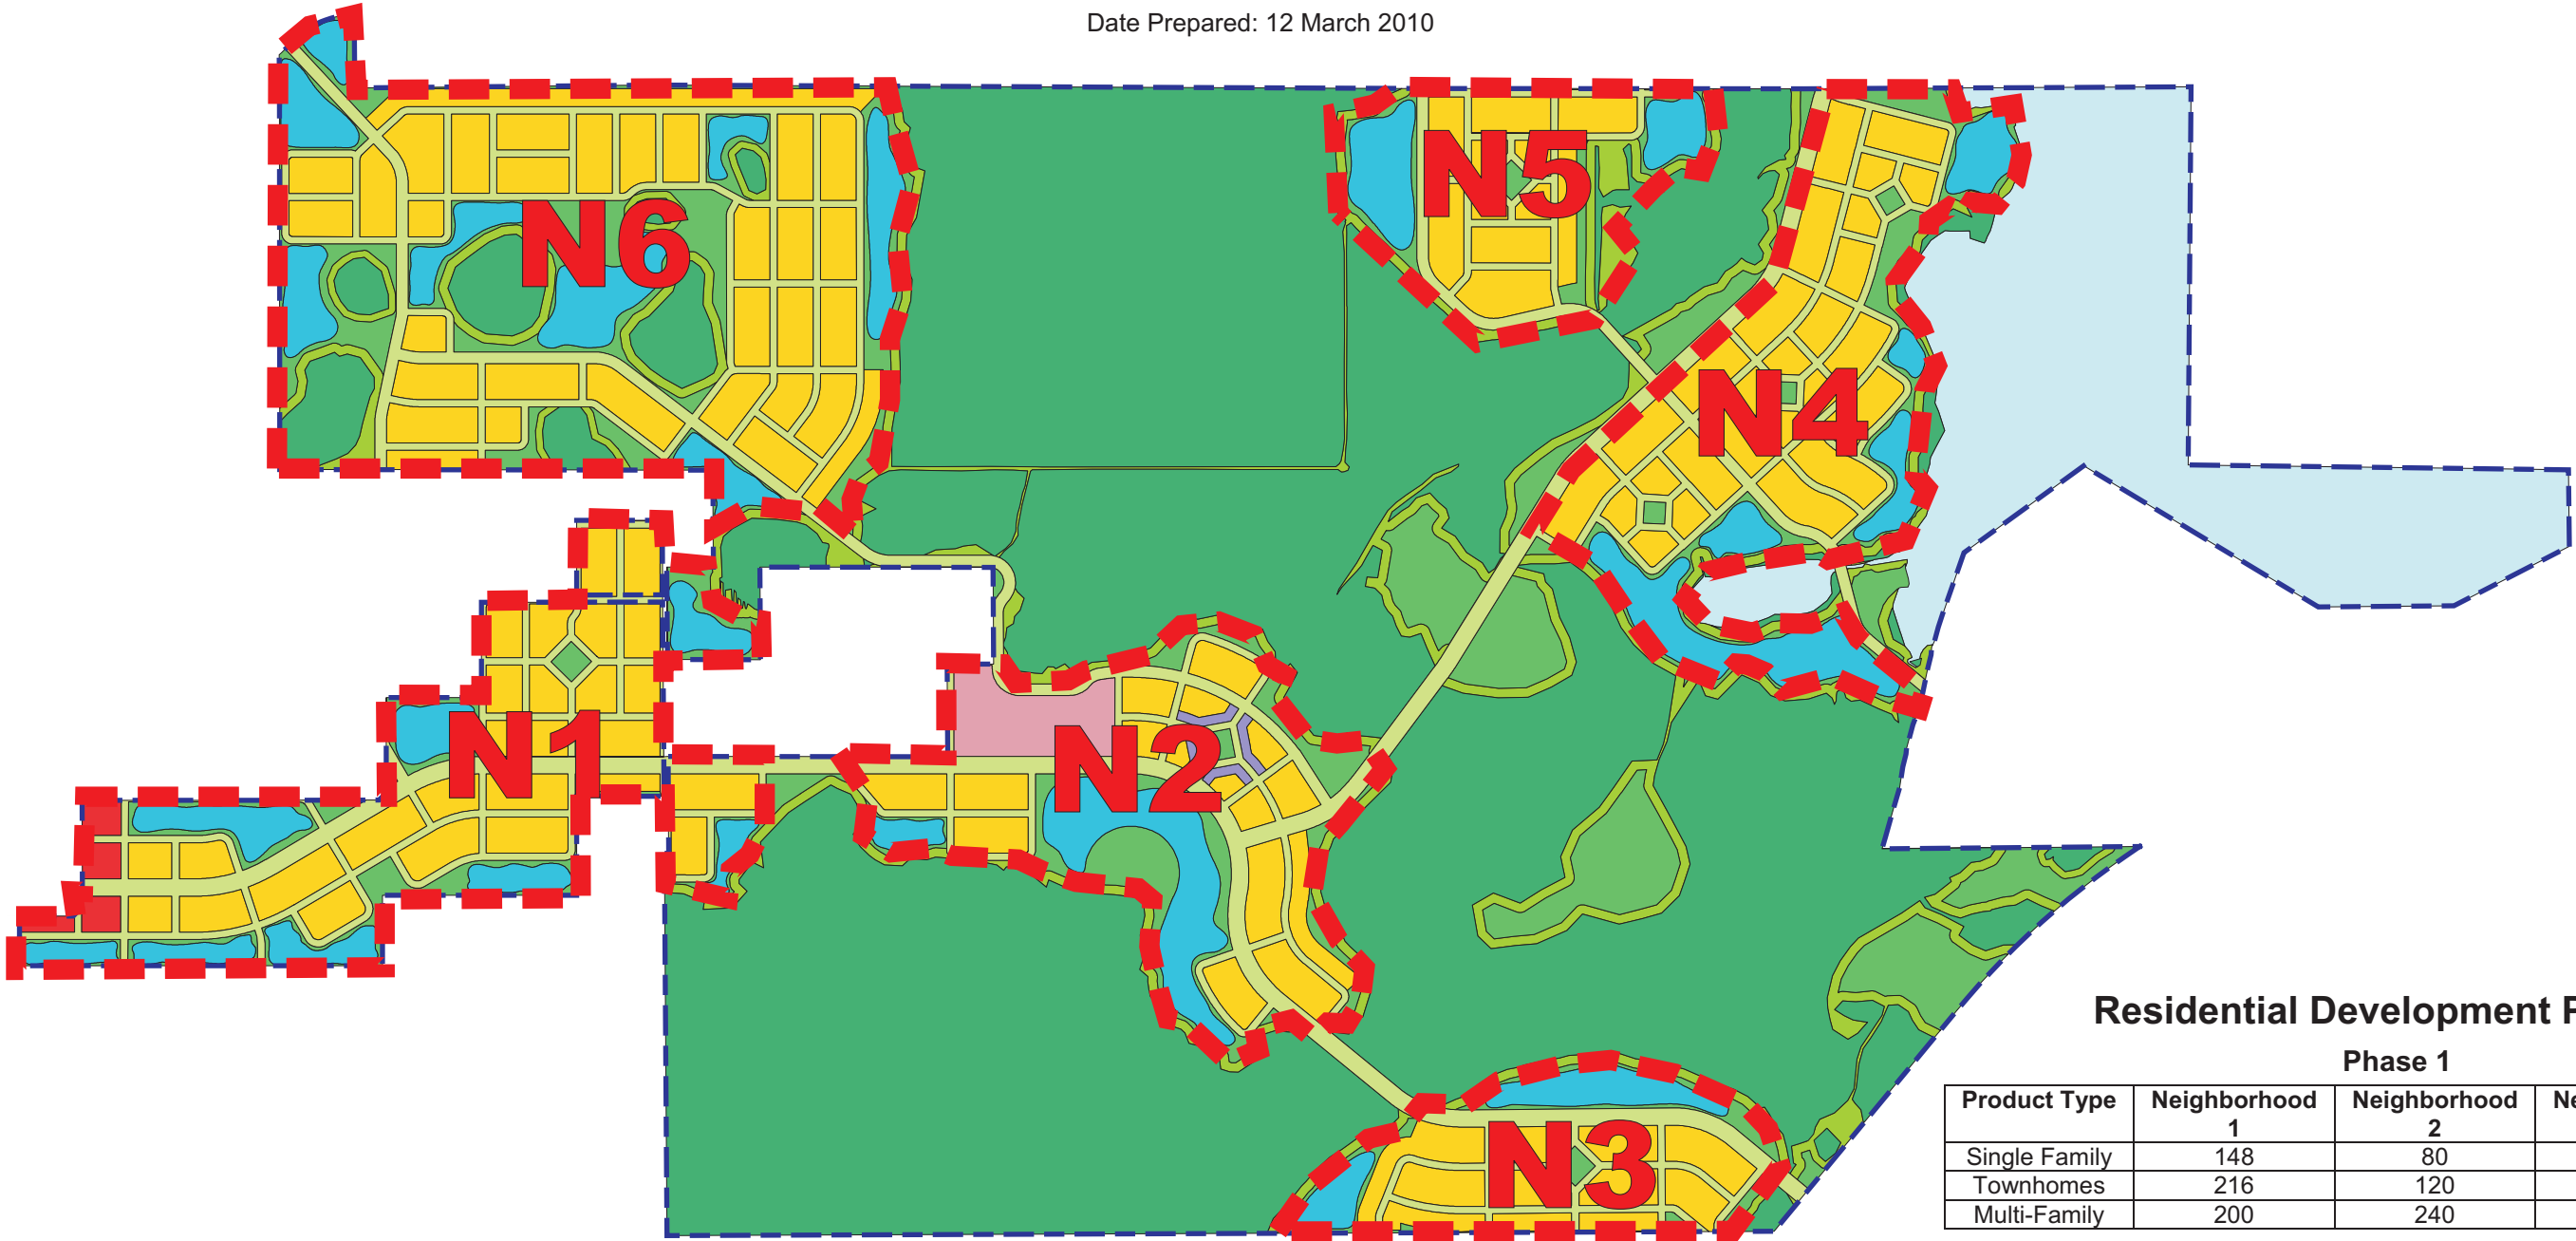 Date Prepared: 12 March 2010
N5
N6
N4
N1
N2
N3
Residential Development P
Phase 1
Product Type Neighborhood 1 Neighborhood 2 Ne
Single Family 148 80
Townhomes 216 120
Multi-Family 200 240